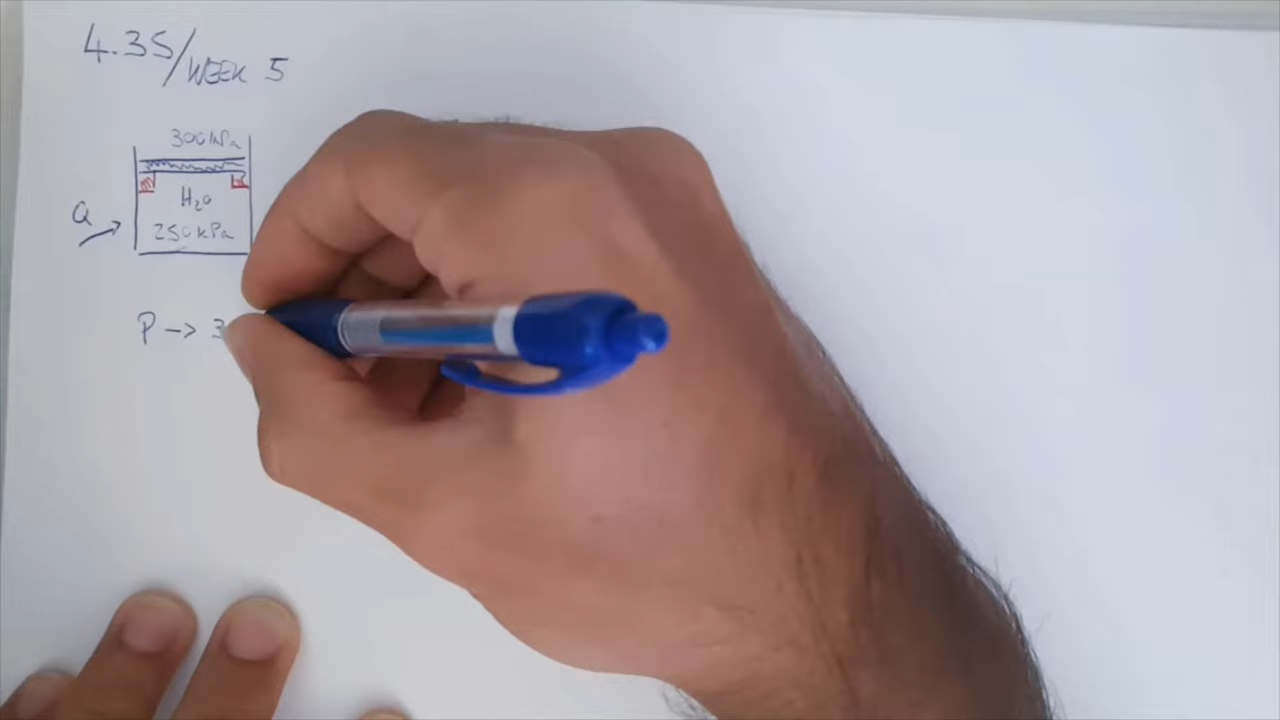 4.35/WEEK 5
300kPa
H₂O
Q
250kPa
P → 3